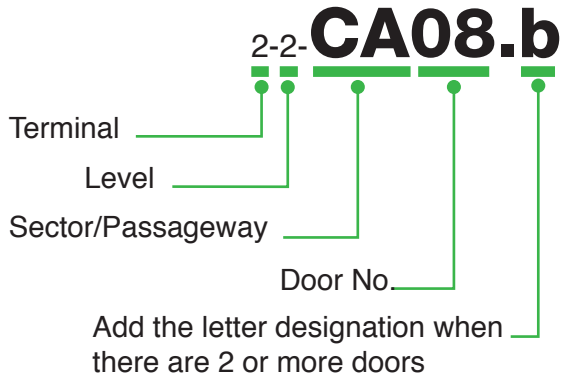 2-2-CA08.b
Terminal
Level
Sector/Passageway
Door No.
Add the letter designation when
there are 2 or more doors